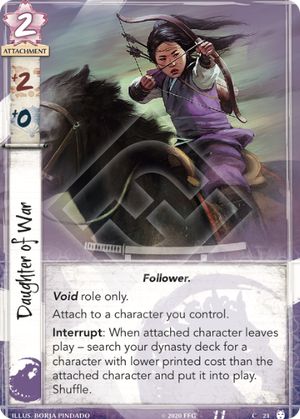 2
ATTACHMENT
+2
+0
Daughter of War
Follower.
Void role only.
Attach to a character you control.
Interrupt: When attached character leaves
play – search your dynasty deck for a
character with lower printed cost than the
attached character and put it into play.
Shuffle.
ILLUS. BORJA PINDADO
© 2020 FFG
C
21